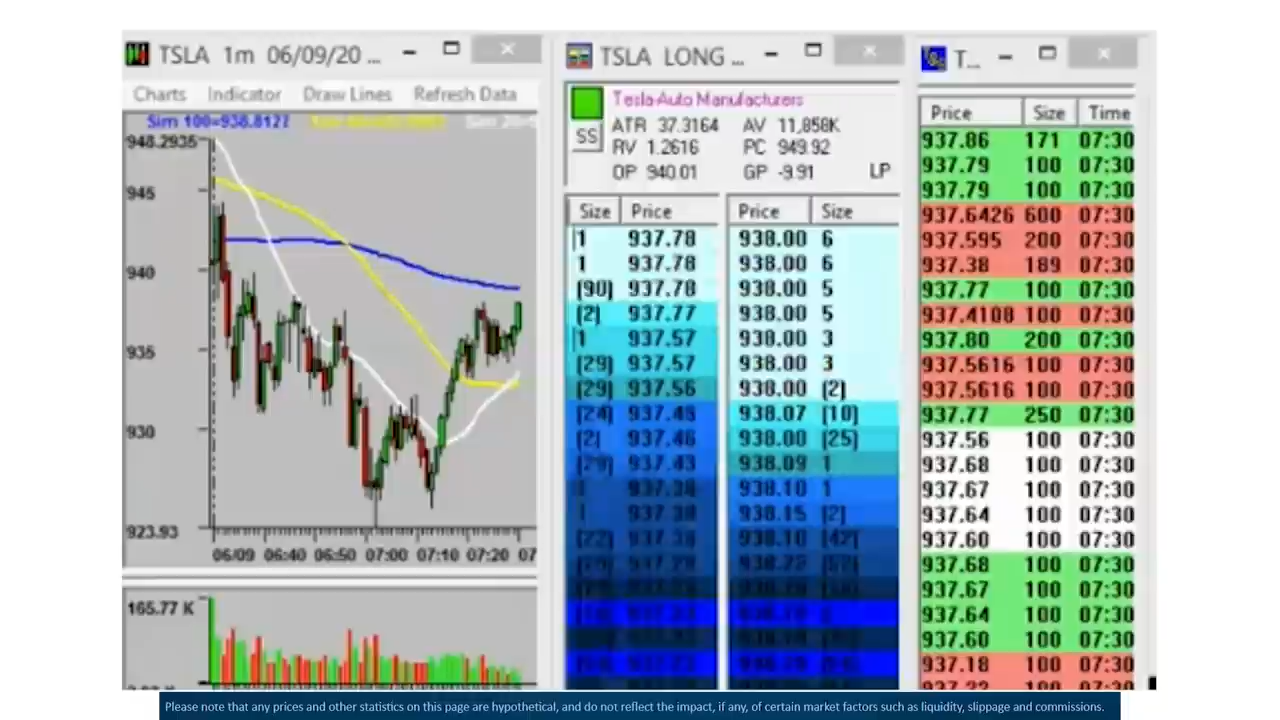 TSLA 1m 06/09/20 ...
Charts Indicator Draw Lines Refresh Data
Sim 100=938.8127
948.2935
945
940
935
930
923.93
06/09 06:40 06:50 07:00 07:10 07:20 07
165.77 K
TSLA LONG ...
Tesla-Auto Manufacturers
SS
ATR 37.3164 AV 11,858K
RV 1.2616 PC 949.92
OP 940.01 GP -9.91 LP
Size Price Price Size
1 937.78 938.00 6
1 937.78 938.00 6
(90) 937.78 938.00 5
(2) 937.77 938.00 5
1 937.57 938.00 3
(29) 937.57 938.00 3
(29) 937.56 938.00 (2)
(24) 937.45 938.07 (10)
(2) 937.46 938.00 (25)
937.43 938.09 1
1 937.38 938.10 1
1 937.38 938.15 (2)
938.10 (42)
T...
Price Size Time
937.86 171 07:30
937.79 100 07:30
937.79 100 07:30
937.6426 600 07:30
937.595 200 07:30
937.38 189 07:30
937.77 100 07:30
937.4108 100 07:30
937.80 200 07:30
937.5616 100 07:30
937.5616 100 07:30
937.77 250 07:30
937.56 100 07:30
937.68 100 07:30
937.67 100 07:30
937.64 100 07:30
937.60 100 07:30
937.68 100 07:30
937.67 100 07:30
937.64 100 07:30
937.60 100 07:30
937.18 100 07:30
Please note that any prices and other statistics on this page are hypothetical, and do not reflect the impact, if any, of certain market factors such as liquidity, slippage and commissions.